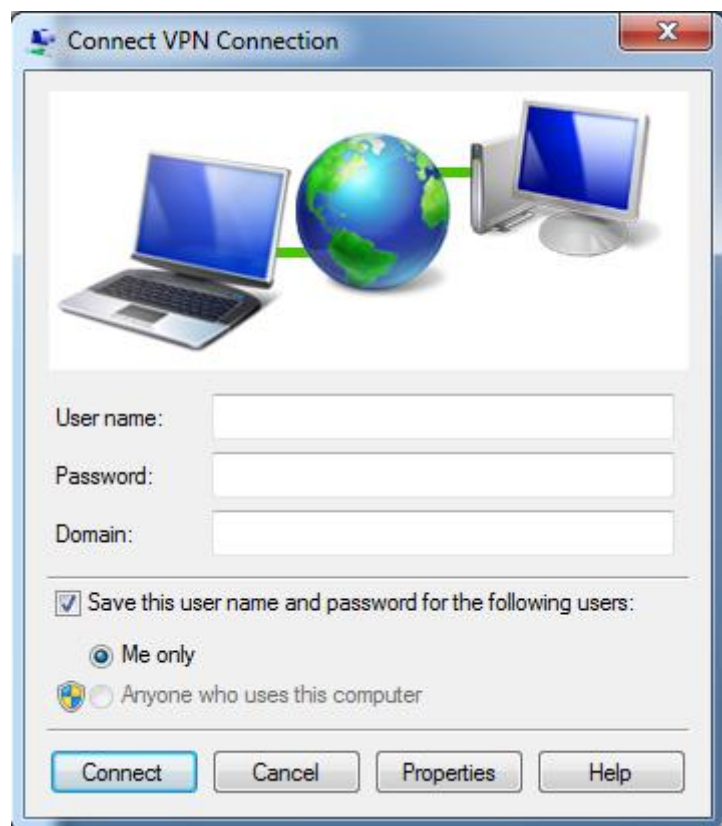 Connect VPN Connection
User name:
Password:
Domain:
Save this user name and password for the following users:
Me only
Anyone who uses this computer
Connect Cancel Properties Help